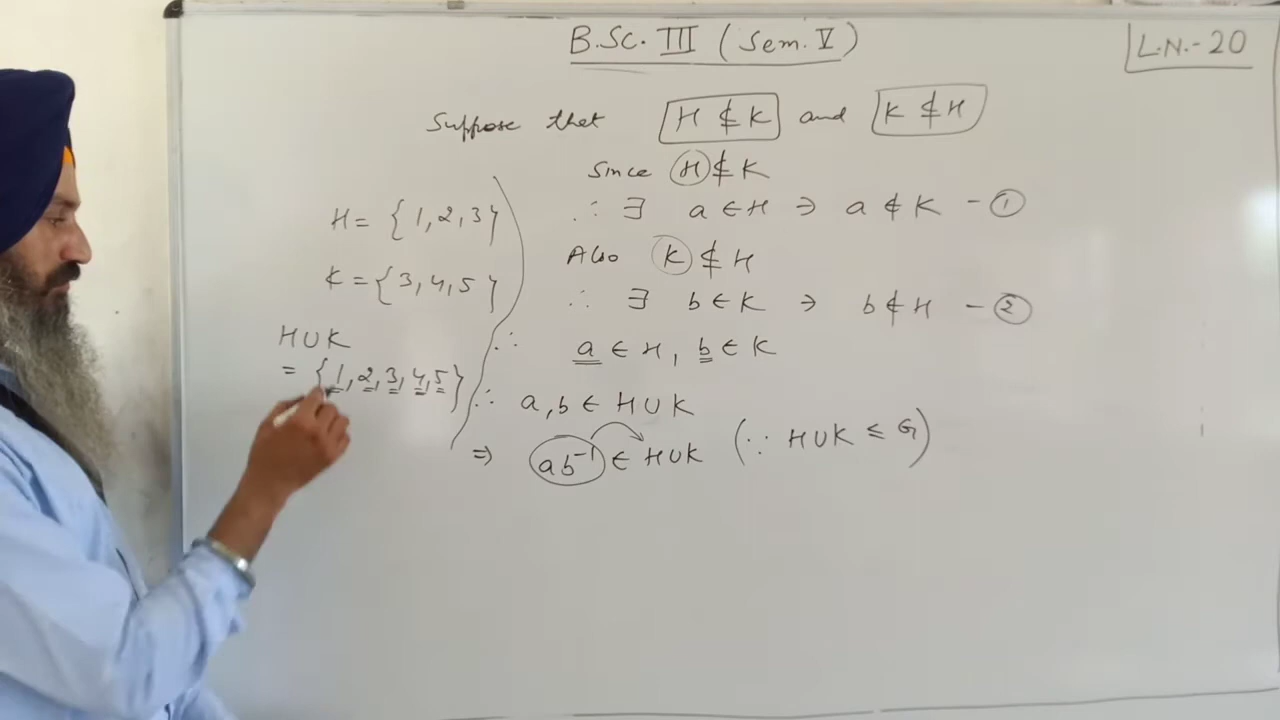 B.Sc. III (Sem. V)
L.N.-20
Suppose that H ⊄ K and K ⊄ H
Since H ⊄ K
∴ ∃ a ∈ H ⇒ a ∉ K - ①
Also K ⊄ H
∴ ∃ b ∈ K ⇒ b ∉ H - ②
∴ a ∈ H, b ∈ K
∴ a, b ∈ H ∪ K
⇒ ab⁻¹ ∈ H∪K (∵ H∪K ≤ G)
H = {1, 2, 3}
K = {3, 4, 5}
H∪K
= {1, 2, 3, 4, 5}